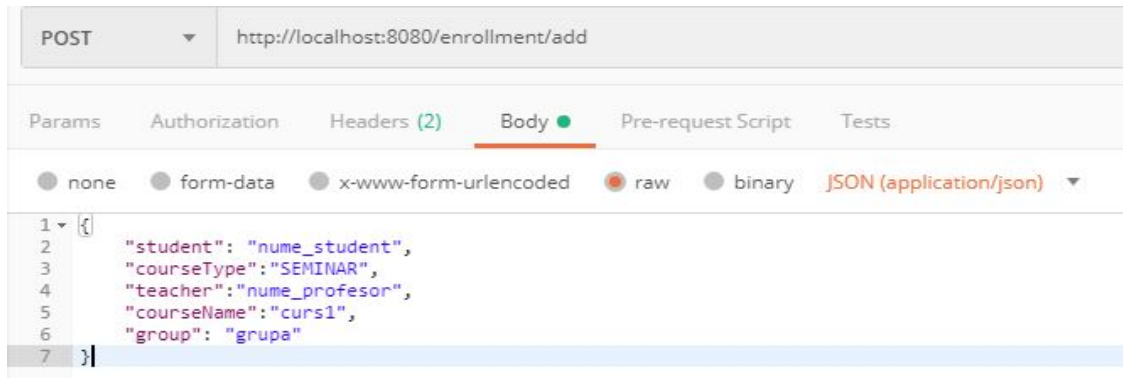 POST http://localhost:8080/enrollment/add
Params Authorization Headers (2) Body Pre-request Script Tests
none form-data x-www-form-urlencoded raw binary JSON (application/json)
1 {
2 "student": "nume_student",
3 "courseType":"SEMINAR",
4 "teacher":"nume_profesor",
5 "courseName":"curs1",
6 "group": "grupa"
7 }